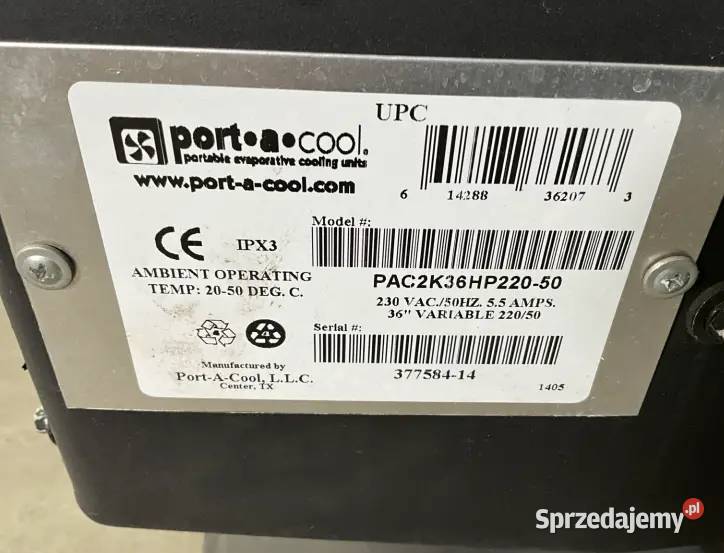 port•a•cool®
portable evaporative cooling units
www.port-a-cool.com
UPC
6 14288 36207 3
CE IPX3
AMBIENT OPERATING
TEMP: 20-50 DEG. C.
Model #:
PAC2K36HP220-50
230 VAC./50HZ. 5.5 AMPS.
36" VARIABLE 220/50
Serial #:
377584-14
Manufactured by
Port-A-Cool, L.L.C.
Center, TX
1405
Sprzedajemy.pl